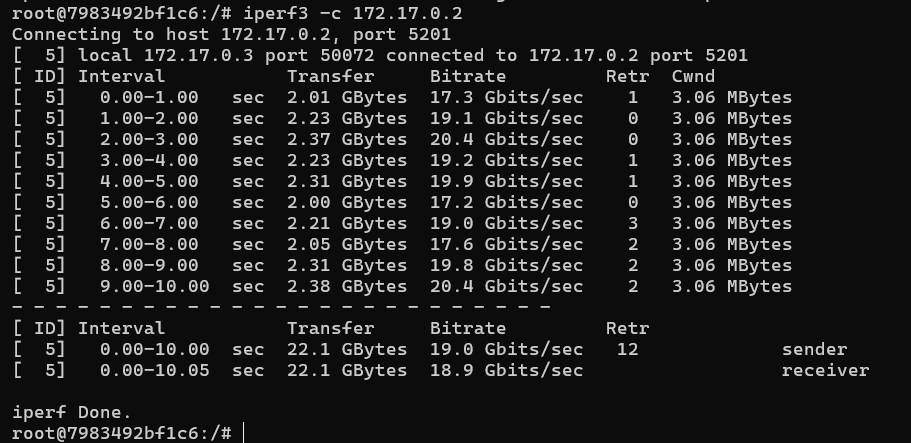 root@7983492bf1c6:/# iperf3 -c 172.17.0.2
Connecting to host 172.17.0.2, port 5201
[  5] local 172.17.0.3 port 50072 connected to 172.17.0.2 port 5201
[ ID] Interval           Transfer     Bitrate         Retr  Cwnd
[  5]   0.00-1.00   sec  2.01 GBytes  17.3 Gbits/sec    1   3.06 MBytes
[  5]   1.00-2.00   sec  2.23 GBytes  19.1 Gbits/sec    0   3.06 MBytes
[  5]   2.00-3.00   sec  2.37 GBytes  20.4 Gbits/sec    0   3.06 MBytes
[  5]   3.00-4.00   sec  2.23 GBytes  19.2 Gbits/sec    1   3.06 MBytes
[  5]   4.00-5.00   sec  2.31 GBytes  19.9 Gbits/sec    1   3.06 MBytes
[  5]   5.00-6.00   sec  2.00 GBytes  17.2 Gbits/sec    0   3.06 MBytes
[  5]   6.00-7.00   sec  2.21 GBytes  19.0 Gbits/sec    3   3.06 MBytes
[  5]   7.00-8.00   sec  2.05 GBytes  17.6 Gbits/sec    2   3.06 MBytes
[  5]   8.00-9.00   sec  2.31 GBytes  19.8 Gbits/sec    2   3.06 MBytes
[  5]   9.00-10.00  sec  2.38 GBytes  20.4 Gbits/sec    2   3.06 MBytes
- - - - - - - - - - - - - - - - - - - - - - - - -
[ ID] Interval           Transfer     Bitrate         Retr
[  5]   0.00-10.00  sec  22.1 GBytes  19.0 Gbits/sec   12             sender
[  5]   0.00-10.05  sec  22.1 GBytes  18.9 Gbits/sec                  receiver

iperf Done.
root@7983492bf1c6:/#